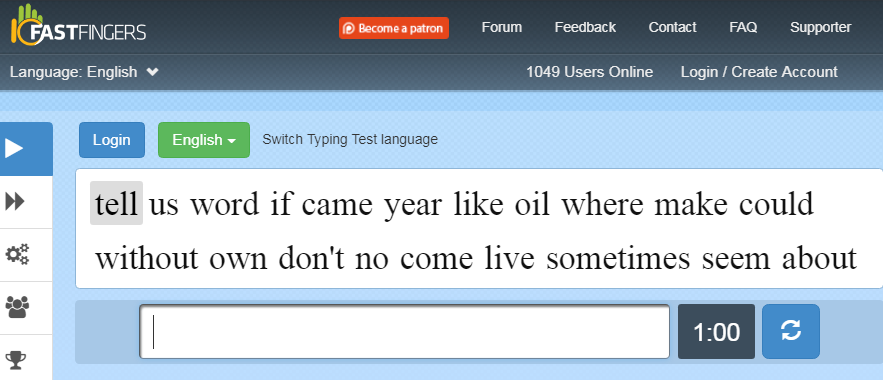 10FASTFINGERS
Become a patron
Forum Feedback Contact FAQ Supporter
Language: English
1049 Users Online Login / Create Account
Login English Switch Typing Test language
tell us word if came year like oil where make could
without own don't no come live sometimes seem about
1:00